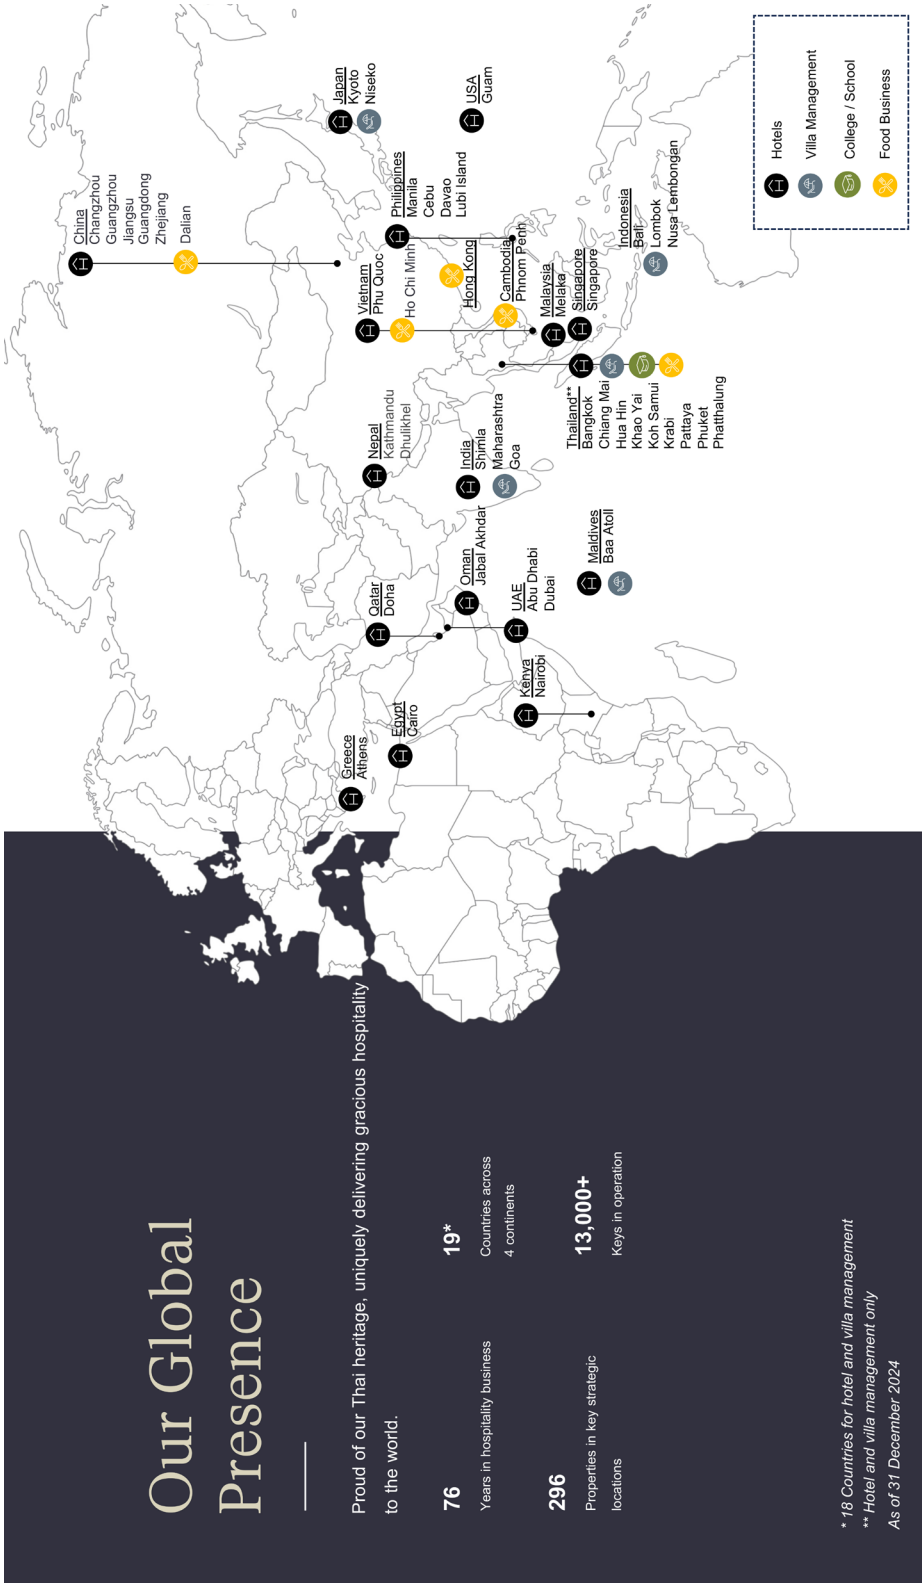 Our Global
Presence
Proud of our Thai heritage, uniquely delivering gracious hospitality
to the world.
76
Years in hospitality business
19*
Countries across
4 continents
296
Properties in key strategic
locations
13,000+
Keys in operation
* 18 Countries for hotel and villa management
** Hotel and villa management only
As of 31 December 2024
Greece
Athens
Egypt
Cairo
Kenya
Nairobi
Qatar
Doha
Oman
Jabal Akhdar
UAE
Abu Dhabi
Dubai
Maldives
Baa Atoll
Nepal
Kathmandu
Dhulikhel
India
Shimla
Maharashtra
Goa
China
Changzhou
Guangzhou
Jiangsu
Guangdong
Zhejiang
Dalian
Vietnam
Phu Quoc
Ho Chi Minh
Hong Kong
Cambodia
Phnom Penh
Malaysia
Melaka
Singapore
Singapore
Thailand**
Bangkok
Chiang Mai
Hua Hin
Khao Yai
Koh Samui
Krabi
Pattaya
Phuket
Phatthalung
Philippines
Manila
Cebu
Davao
Lubi Island
Indonesia
Bali
Lombok
Nusa Lembongan
Japan
Kyoto
Niseko
USA
Guam
Hotels
Villa Management
College / School
Food Business